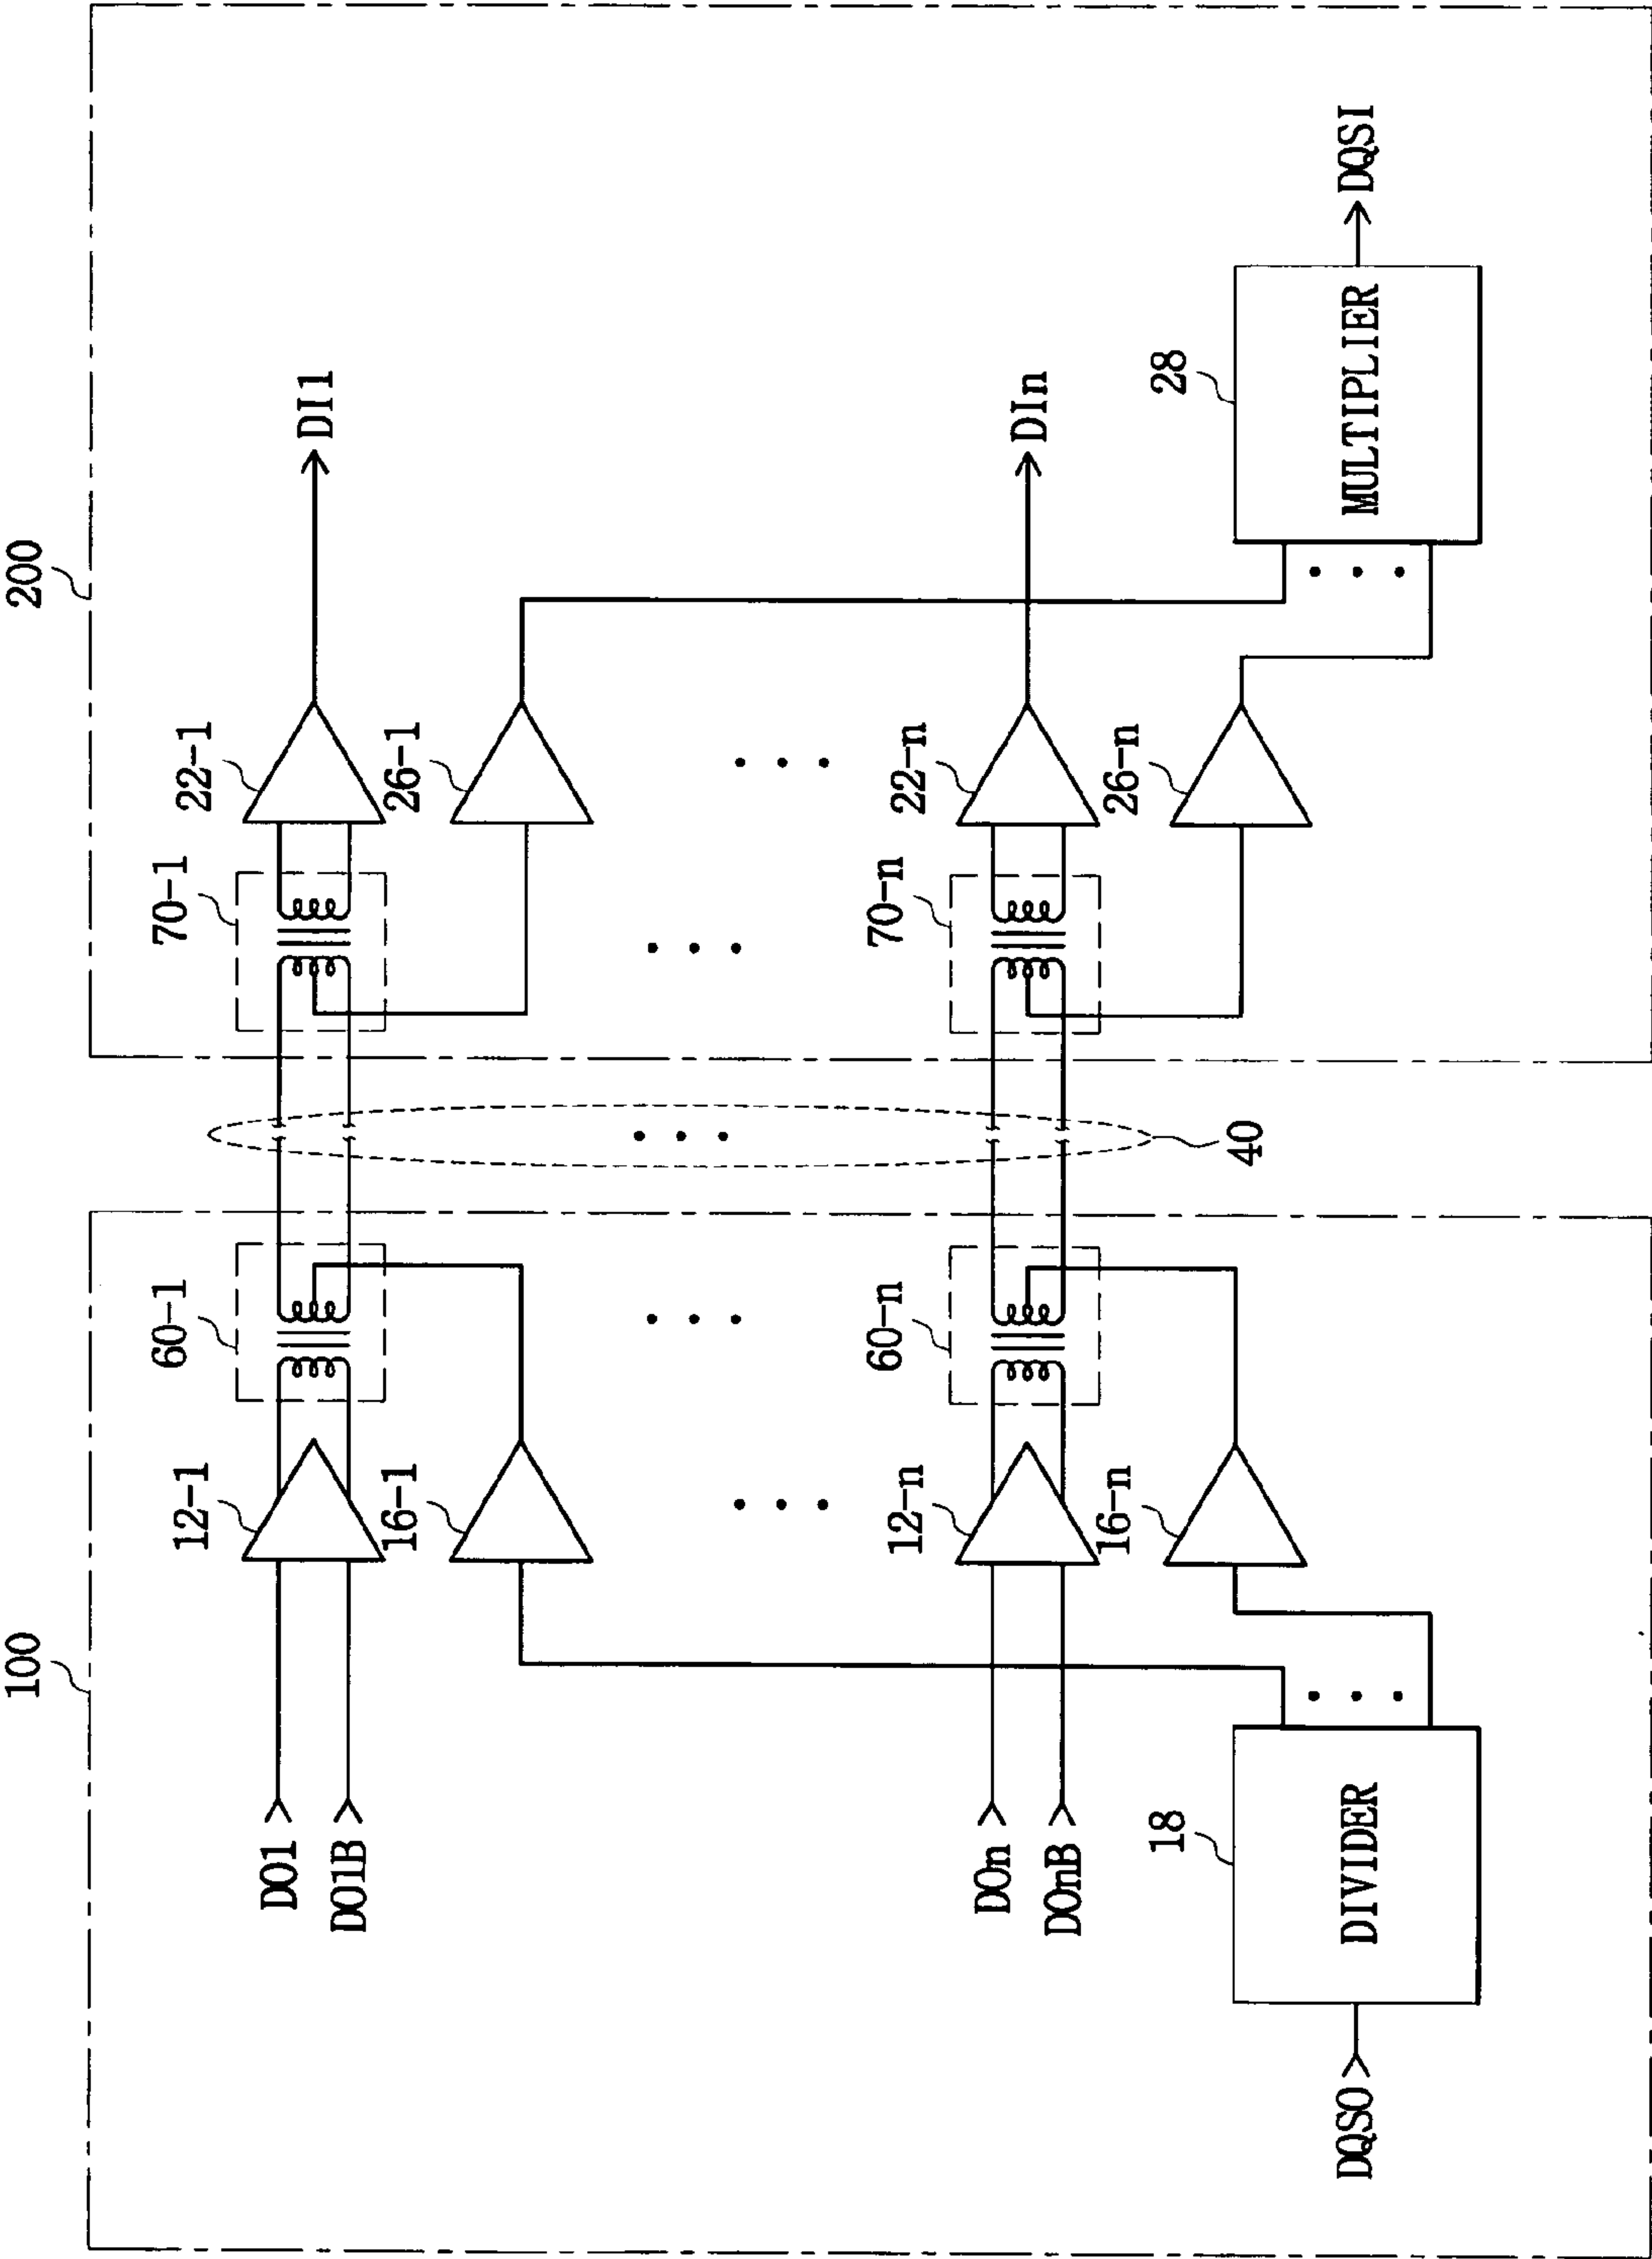 100
200
DO1
DO1B
12-1
60-1
70-1
22-1
DI1
16-1
26-1
DOn
DOnB
12-n
60-n
70-n
22-n
DIn
16-n
26-n
40
18
DIVIDER
DQSO
28
MULTIPLIER
DQSI